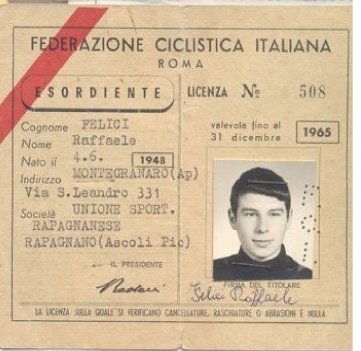 FEDERAZIONE CICLISTICA ITALIANA
ROMA
ESORDIENTE
LICENZA No 508
Cognome FELICI
Nome Raffaele
Nato il 4.6. 1948
Indirizzo MONTEGRANARO(Ap)
Via S.Leandro 331
Società UNIONE SPORT.
RAPAGNANESE
RAPAGNANO(Ascoli Pic)
IL PRESIDENTE
valevole fino al
31 dicembre 1965
FIRMA DEL TITOLARE
Felici Raffaele
LA LICENZA SULLA QUALE SI VERIFICANO CANCELLATURE, RASCHIATURE O ABRASIONI È NULLA